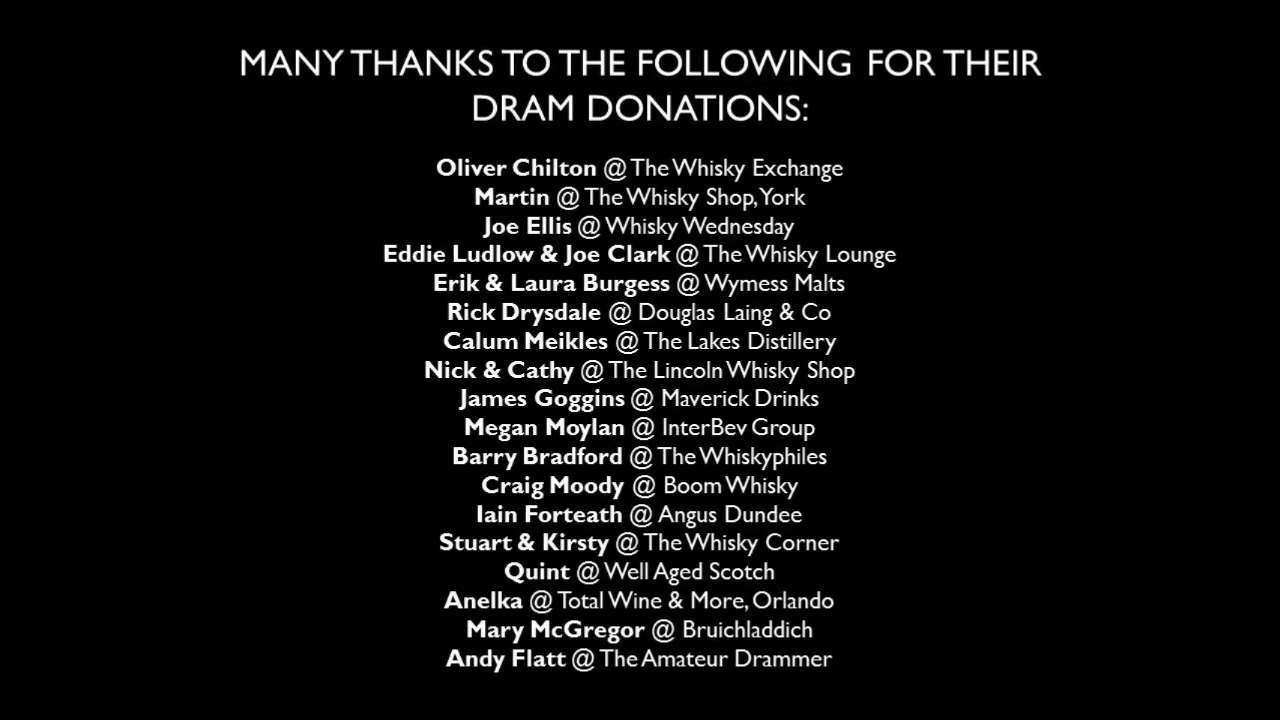 MANY THANKS TO THE FOLLOWING FOR THEIR
DRAM DONATIONS:
Oliver Chilton @ The Whisky Exchange
Martin @ The Whisky Shop, York
Joe Ellis @ Whisky Wednesday
Eddie Ludlow & Joe Clark @ The Whisky Lounge
Erik & Laura Burgess @ Wymess Malts
Rick Drysdale @ Douglas Laing & Co
Calum Meikles @ The Lakes Distillery
Nick & Cathy @ The Lincoln Whisky Shop
James Goggins @ Maverick Drinks
Megan Moylan @ InterBev Group
Barry Bradford @ The Whiskyphiles
Craig Moody @ Boom Whisky
Iain Forteath @ Angus Dundee
Stuart & Kirsty @ The Whisky Corner
Quint @ Well Aged Scotch
Anelka @ Total Wine & More, Orlando
Mary McGregor @ Bruichladdich
Andy Flatt @ The Amateur Drammer